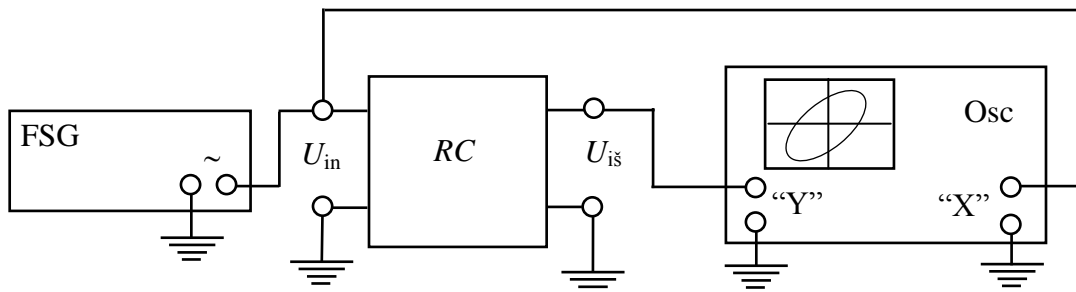 FSG
~
U_in
RC
U_iš
Osc
“Y”
“X”